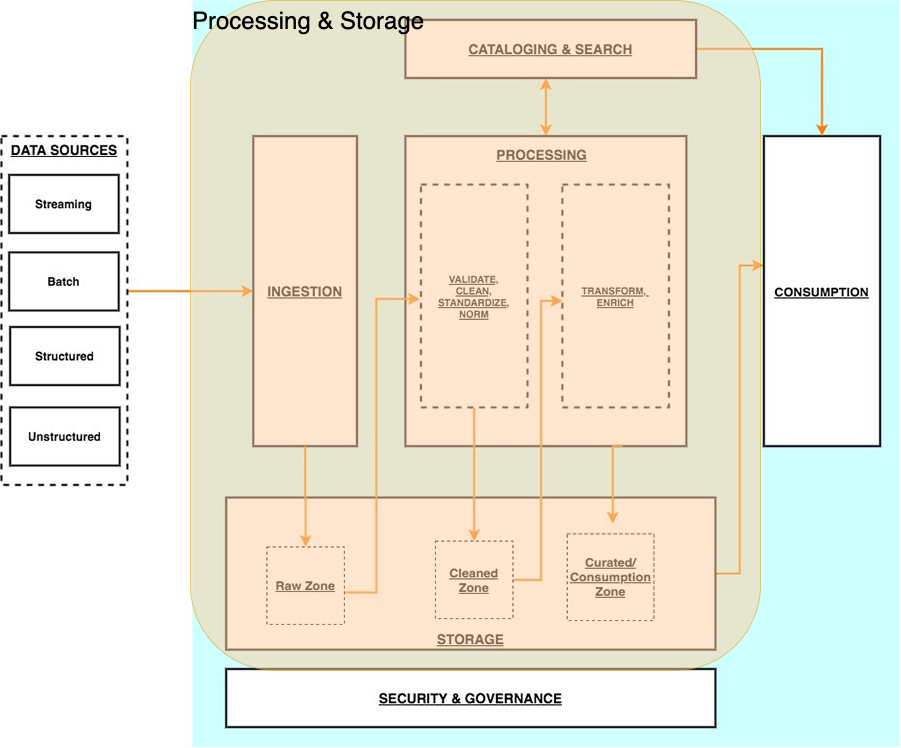 Processing & Storage
CATALOGING & SEARCH
DATA SOURCES
Streaming
Batch
Structured
Unstructured
INGESTION
PROCESSING
VALIDATE,
CLEAN,
STANDARDIZE,
NORM
TRANSFORM,
ENRICH
CONSUMPTION
Raw Zone
Cleaned
Zone
Curated/
Consumption
Zone
STORAGE
SECURITY & GOVERNANCE